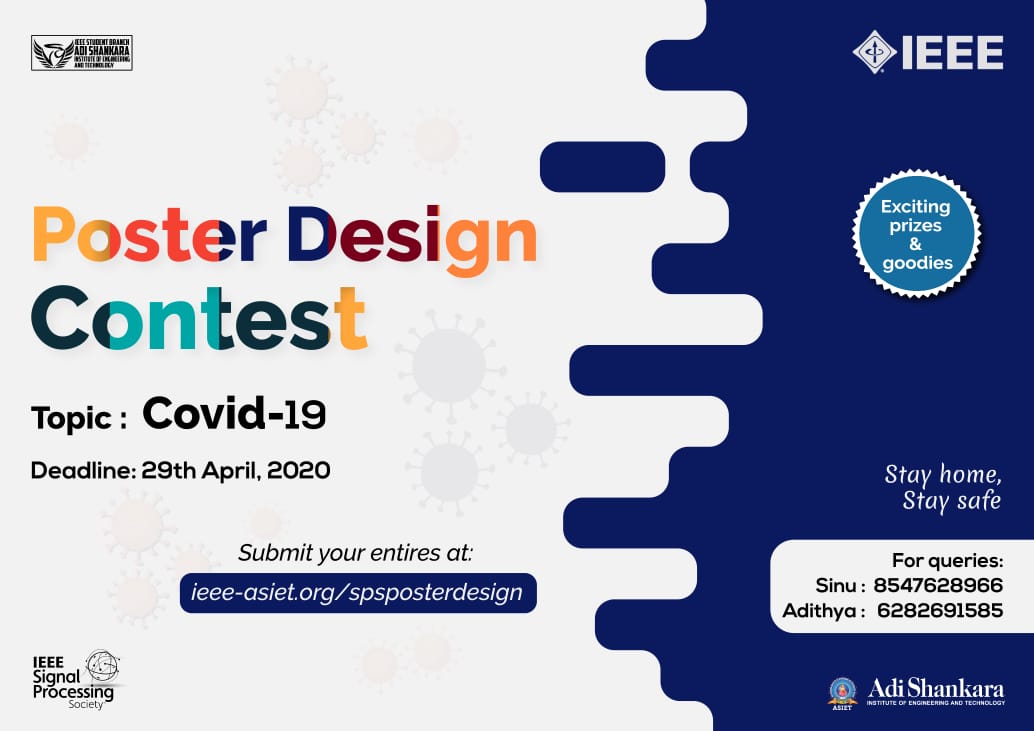 IEEE STUDENT BRANCH
ADI SHANKARA
INSTITUTE OF ENGINEERING
AND TECHNOLOGY
IEEE
Exciting
prizes
&
goodies
Poster Design
Contest
Topic : Covid-19
Deadline: 29th April, 2020
Submit your entires at:
ieee-asiet.org/spsposterdesign
Stay home,
Stay safe
For queries:
Sinu : 8547628966
Adithya : 6282691585
IEEE
Signal
Processing
Society
ASIET
Adi Shankara
INSTITUTE OF ENGINEERING AND TECHNOLOGY